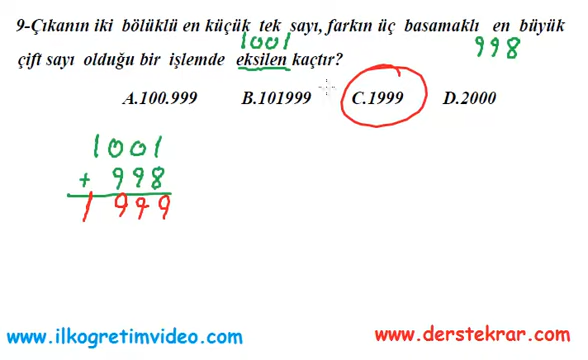 9-Çıkanın iki bölüklü en küçük tek sayı, farkın üç basamaklı en büyük
1001 998
çift sayı olduğu bir işlemde eksilen kaçtır?
A.100.999 B.101999 C.1999 D.2000
1001
+ 998
1999
www.ilkogretimvideo.com www.derstekrar.com